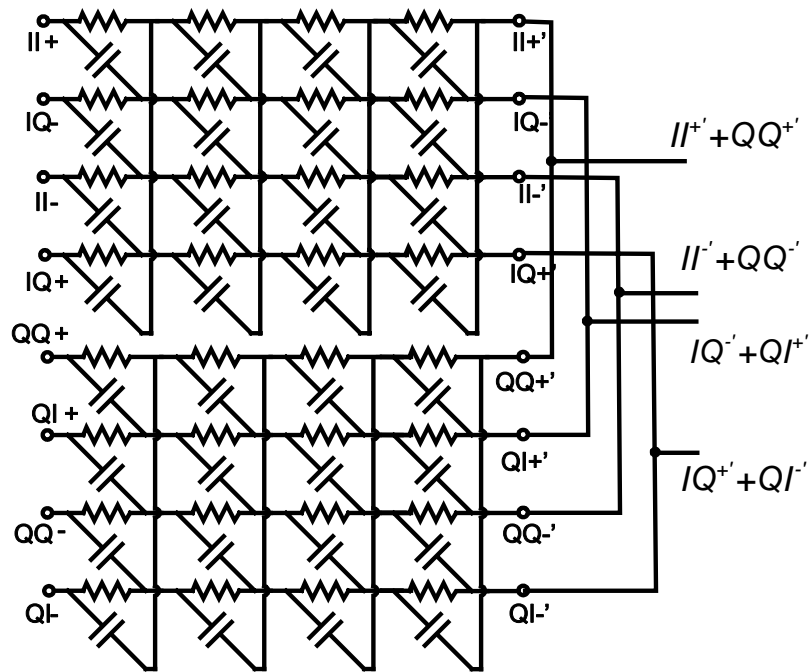 II+
II+’
IQ-
IQ-
II^{+’}+QQ^{+’}
II-
II-’
IQ+
IQ+’
II^{-’}+QQ^{-’}
QQ+
QQ+’
IQ^{-’}+QI^{+’}
QI+
QI+’
IQ^{+’}+QI^{-’}
QQ-
QQ-’
QI-
QI-’